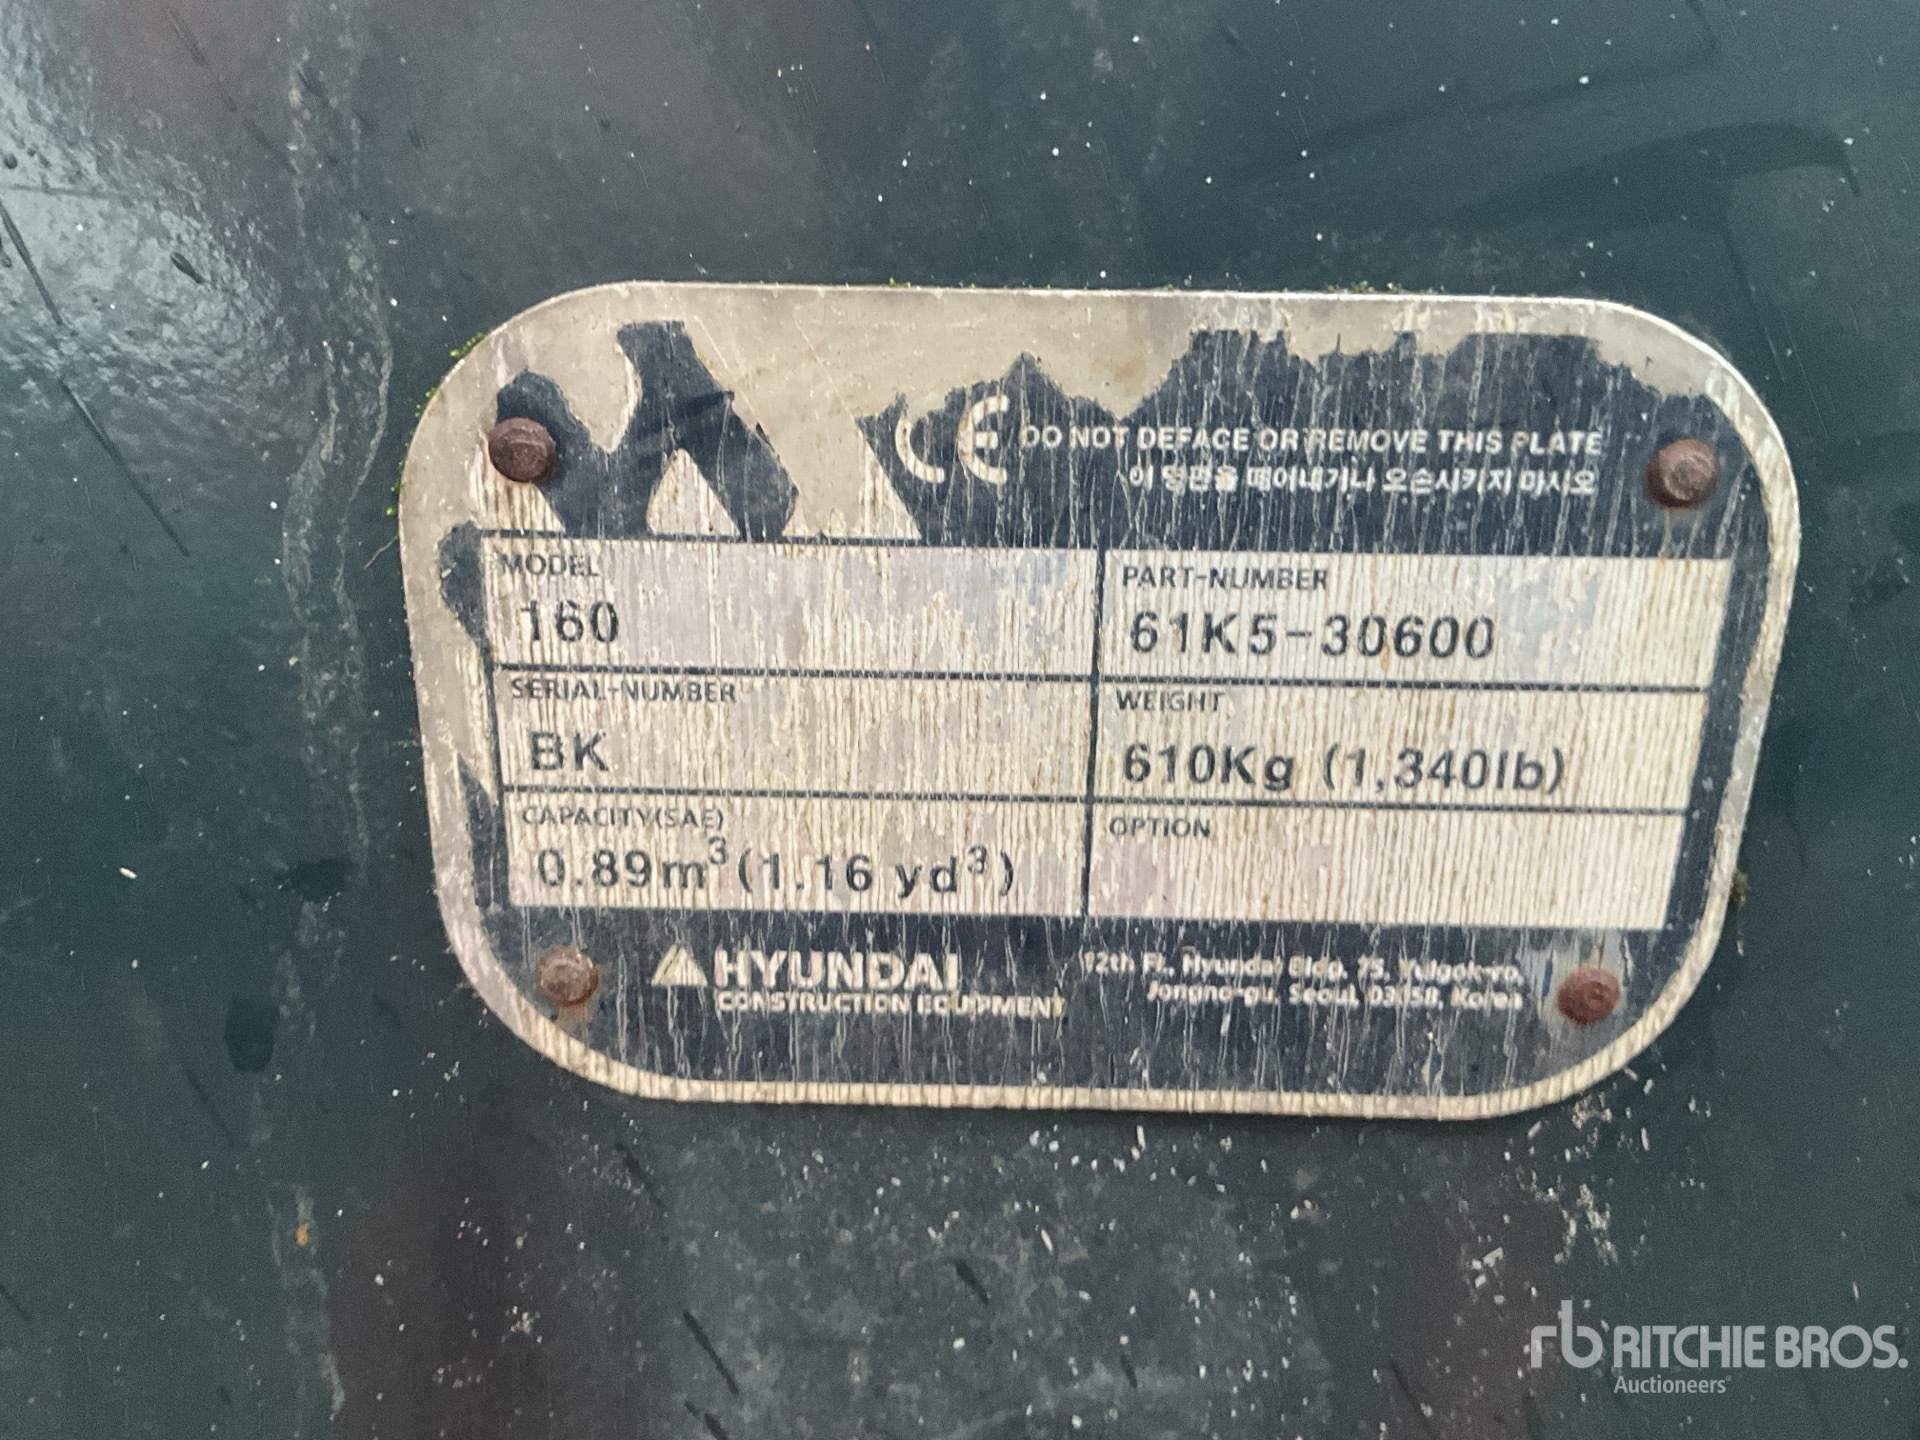 CE DO NOT DEFACE OR REMOVE THIS PLATE
이 명판을 떼어내거나 오손시키지 마시오
MODEL
160
PART-NUMBER
61K5-30600
SERIAL-NUMBER
BK
WEIGHT
610Kg (1,340lb)
CAPACITY(SAE)
0.89m³(1.16 yd³)
OPTION
HYUNDAI
CONSTRUCTION EQUIPMENT
12th Fl., Hyundai Bldg. 75, Yulgok-ro,
Jongno-gu, Seoul, 03058, Korea
rb RITCHIE BROS.
Auctioneers